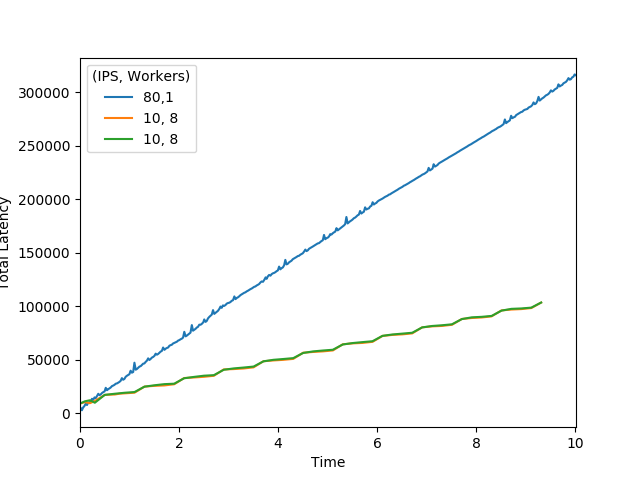 (IPS, Workers)
80,1
10, 8
10, 8
Total Latency
300000
250000
200000
150000
100000
50000
0
0 2 4 6 8 10
Time